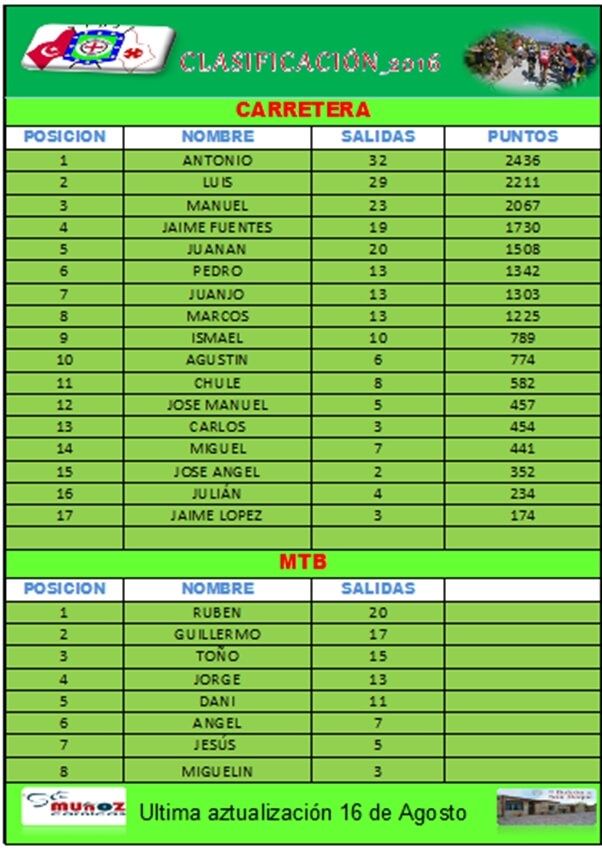 CLASIFICACIÓN_2016
CARRETERA
POSICION NOMBRE SALIDAS PUNTOS
1 ANTONIO 32 2436
2 LUIS 29 2211
3 MANUEL 23 2067
4 JAIME FUENTES 19 1730
5 JUANAN 20 1508
6 PEDRO 13 1342
7 JUANJO 13 1303
8 MARCOS 13 1225
9 ISMAEL 10 789
10 AGUSTIN 6 774
11 CHULE 8 582
12 JOSE MANUEL 5 457
13 CARLOS 3 454
14 MIGUEL 7 441
15 JOSE ANGEL 2 352
16 JULIÁN 4 234
17 JAIME LOPEZ 3 174
MTB
POSICION NOMBRE SALIDAS
1 RUBEN 20
2 GUILLERMO 17
3 TOÑO 15
4 JORGE 13
5 DANI 11
6 ANGEL 7
7 JESÚS 5
8 MIGUELIN 3
MUÑOZ
cárnicas
Ultima aztualización 16 de Agosto